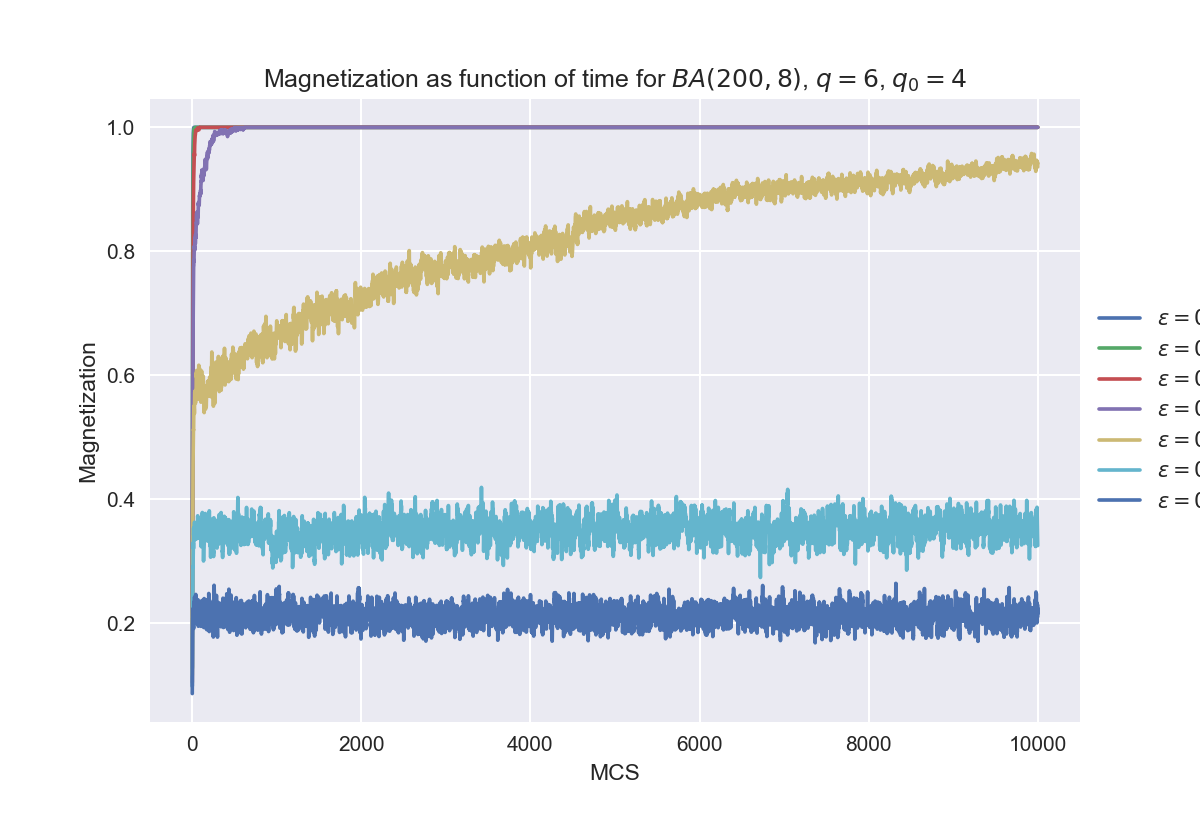 Magnetization as function of time for BA(200, 8), q = 6, q₀ = 4
1.0
0.8
0.6
0.4
0.2
Magnetization
0
2000
4000
6000
8000
10000
MCS
ε = 0
ε = 0
ε = 0
ε = 0
ε = 0
ε = 0
ε = 0